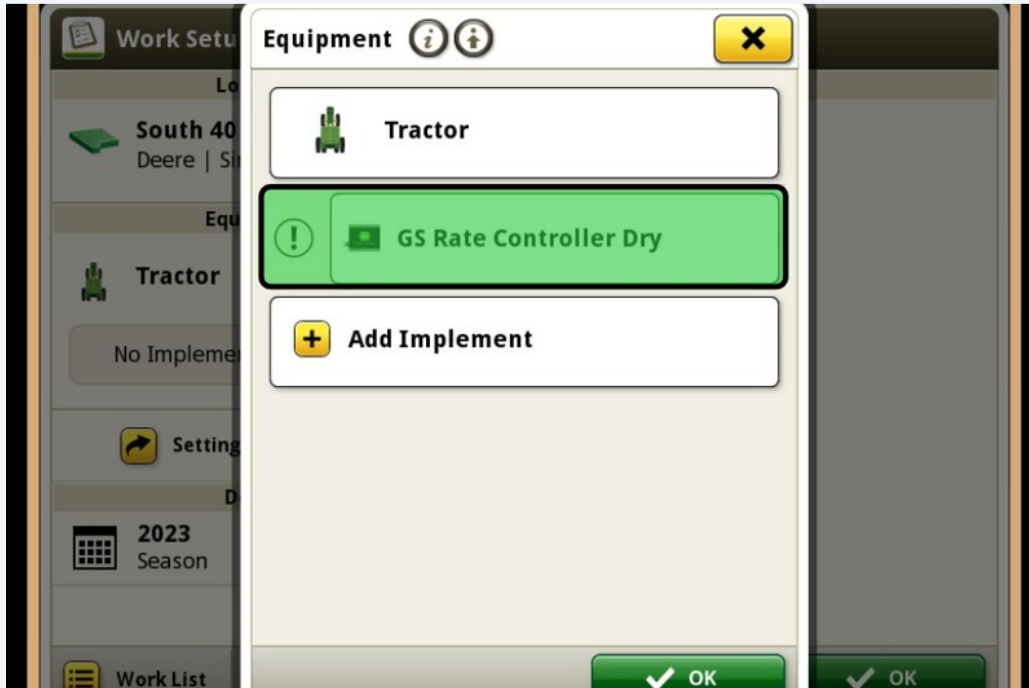 Work Setu
Equipment
Lo
South 40
Deere | Si
Equ
Tractor
No Impleme
Setting
D
2023
Season
Work List
Tractor
! GS Rate Controller Dry
+ Add Implement
OK
OK